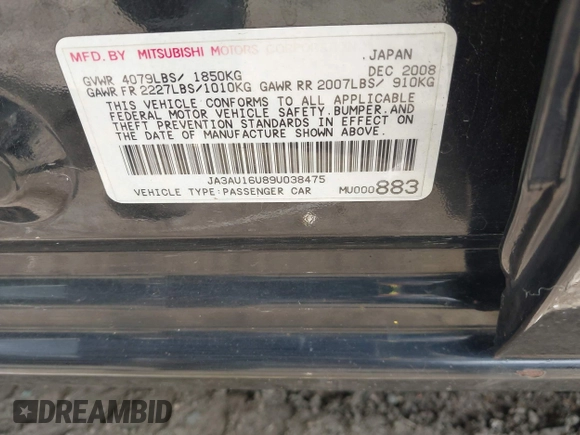 MFD.BY MITSUBISHI MOTORS .JAPAN
GVWR 4079LBS/ 1850KG DEC 2008
GAWR FR 2227LBS/1010KG GAWR RR 2007LBS/ 910KG
THIS VEHICLE CONFORMS TO ALL APPLICABLE
FEDERAL MOTOR VEHICLE SAFETY,BUMPER,AND
THEFT PREVENTION STANDARDS IN EFFECT ON
THE DATE OF MANUFACTURE SHOWN ABOVE.
JA3AU16U89U038475
VEHICLE TYPE:PASSENGER CAR MU000883
DREAMBID